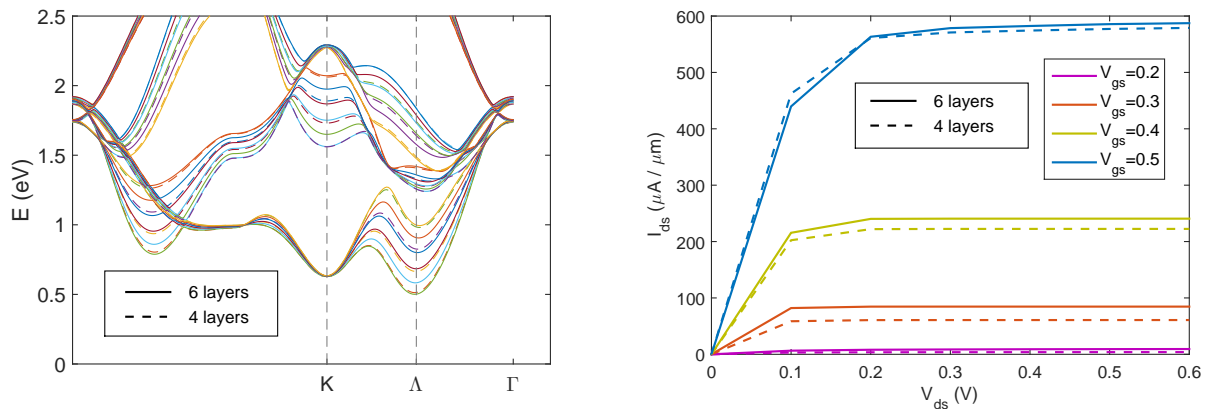 2.5
2
1.5
1
0.5
0
E (eV)
6 layers
4 layers
K
Λ
Γ
600
500
400
300
200
100
0
I_ds (μA / μm)
6 layers
4 layers
V_gs=0.2
V_gs=0.3
V_gs=0.4
V_gs=0.5
0 0.1 0.2 0.3 0.4 0.5 0.6
V_ds (V)